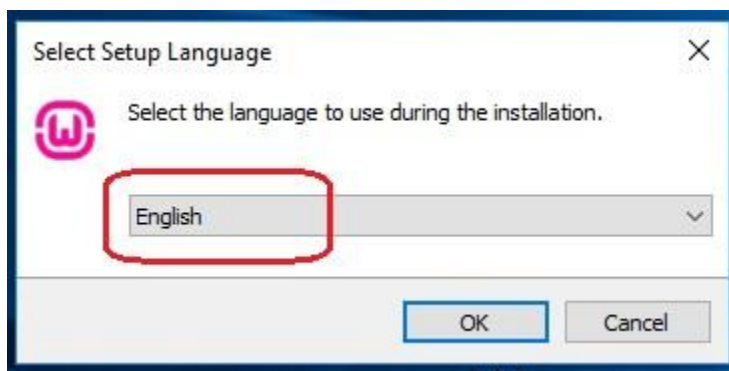 Select Setup Language
Select the language to use during the installation.
English
OK
Cancel